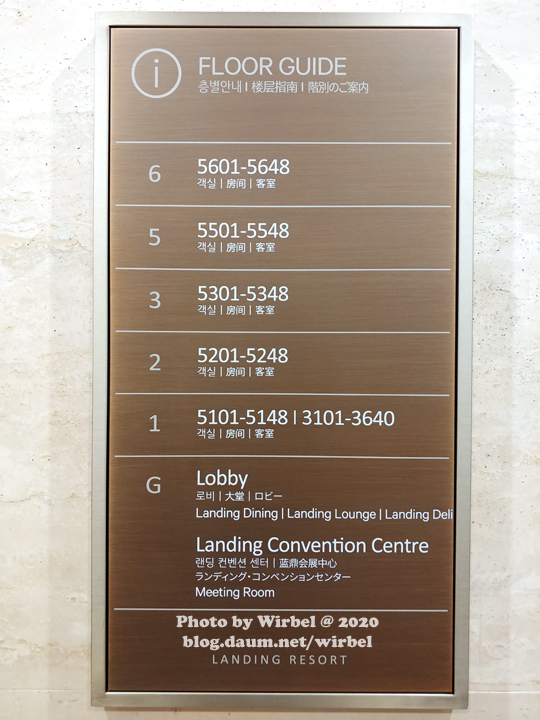 i
FLOOR GUIDE
층별안내 | 楼层指南 | 階別のご案内
6
5601-5648
객실 | 房间 | 客室
5
5501-5548
객실 | 房间 | 客室
3
5301-5348
객실 | 房间 | 客室
2
5201-5248
객실 | 房间 | 客室
1
5101-5148 | 3101-3640
객실 | 房间 | 客室
G
Lobby
로비 | 大堂 | ロビー
Landing Dining | Landing Lounge | Landing Deli
Landing Convention Centre
랜딩 컨벤션 센터 | 蓝鼎会展中心
ランディング・コンベンションセンター
Meeting Room
Photo by Wirbel @ 2020
blog.daum.net/wirbel
LANDING RESORT